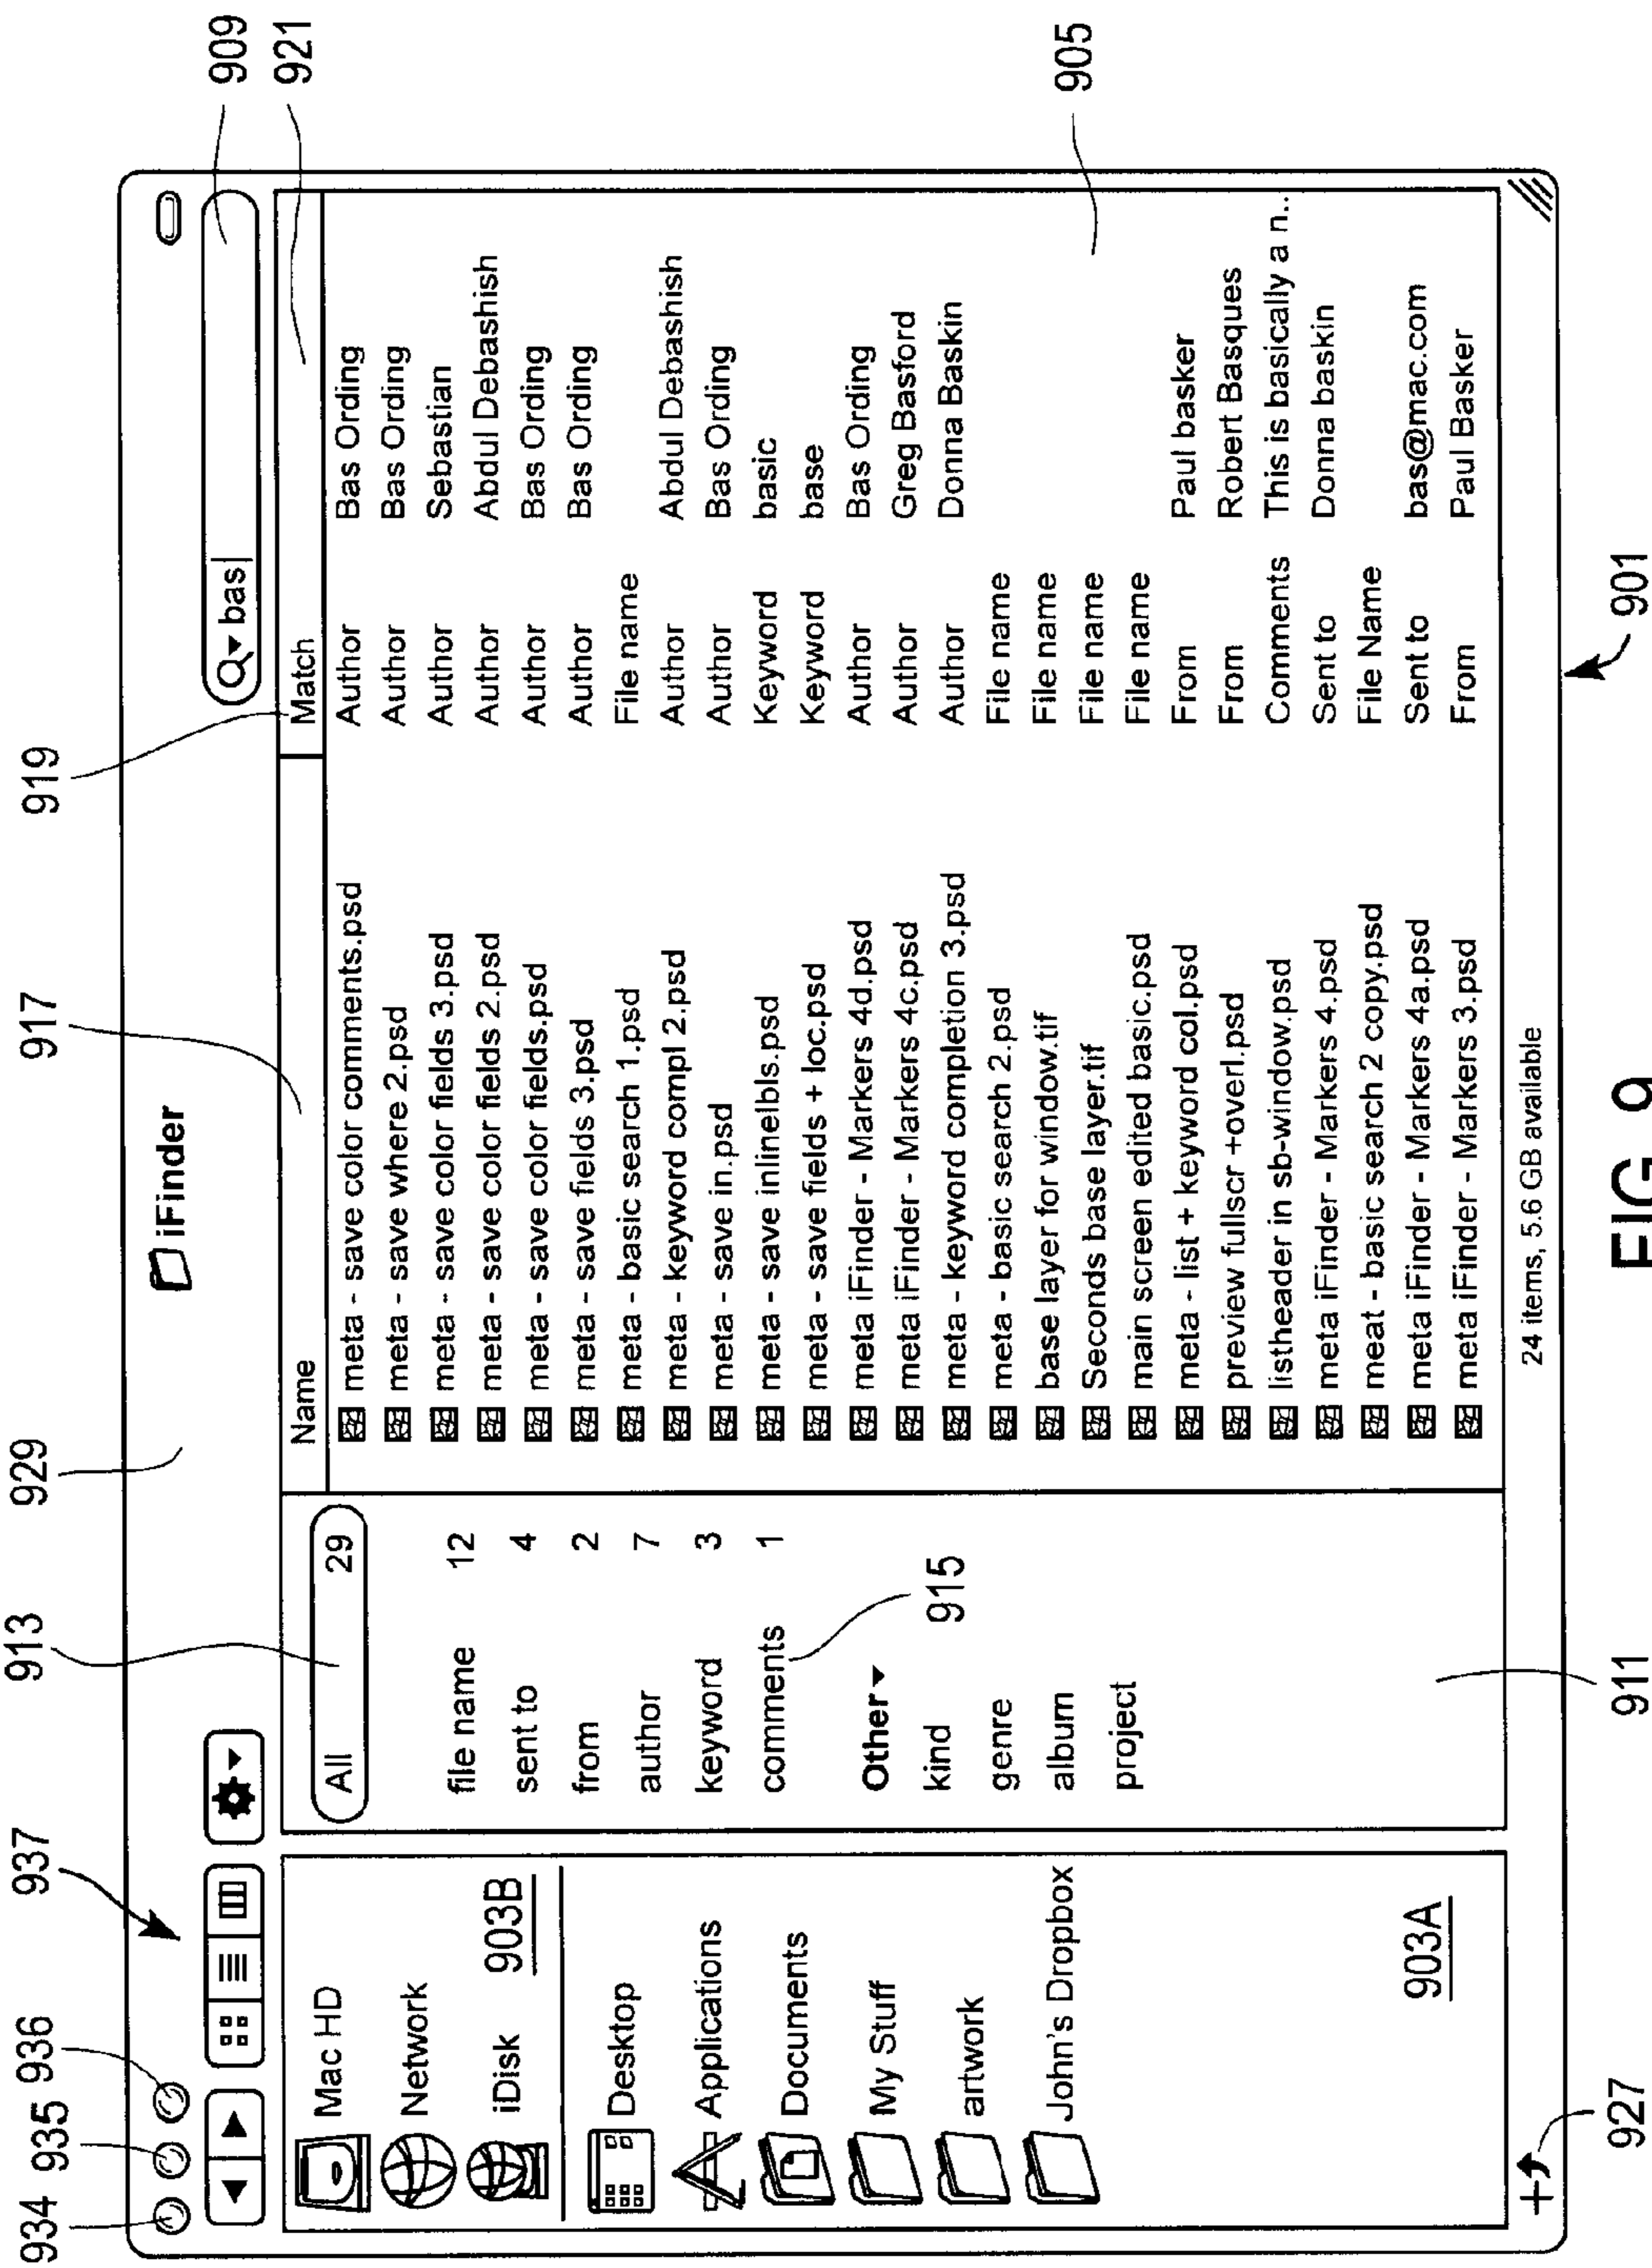 934 935 936 937 913 929 917 919 909
921
iFinder
bas
Mac HD
Network
iDisk
903B
Desktop
Applications
Documents
My Stuff
artwork
John's Dropbox
903A
All 29
file name 12
sent to 4
from 2
author 7
keyword 3
comments 1
915
Other
kind
genre
album
project
Name Match
meta - save color comments.psd Author Bas Ording
meta - save where 2.psd Author Bas Ording
meta - save color fields 3.psd Author Sebastian
meta - save color fields 2.psd Author Abdul Debashish
meta - save color fields.psd Author Bas Ording
meta - save fields 3.psd Author Bas Ording
meta - basic search 1.psd File name
meta - keyword compl 2.psd Author Abdul Debashish
meta - save in.psd Author Bas Ording
meta - save inlinelbls.psd Keyword basic
meta - save fields + loc.psd Keyword base
meta iFinder - Markers 4d.psd Author Bas Ording
meta iFinder - Markers 4c.psd Author Greg Basford
meta - keyword completion 3.psd Author Donna Baskin
meta - basic search 2.psd File name
base layer for window.tif File name
Seconds base layer.tif File name
main screen edited basic.psd File name
meta - list + keyword col.psd From Paul basker
preview fullscr +overl.psd From Robert Basques
listheader in sb-window.psd Comments This is basically a n..
meta iFinder - Markers 4.psd Sent to Donna baskin
meat - basic search 2 copy.psd File Name
meta iFinder - Markers 4a.psd Sent to bas@mac.com
meta iFinder - Markers 3.psd From Paul Basker
905
24 items, 5.6 GB available
927
911
901
FIG. 9